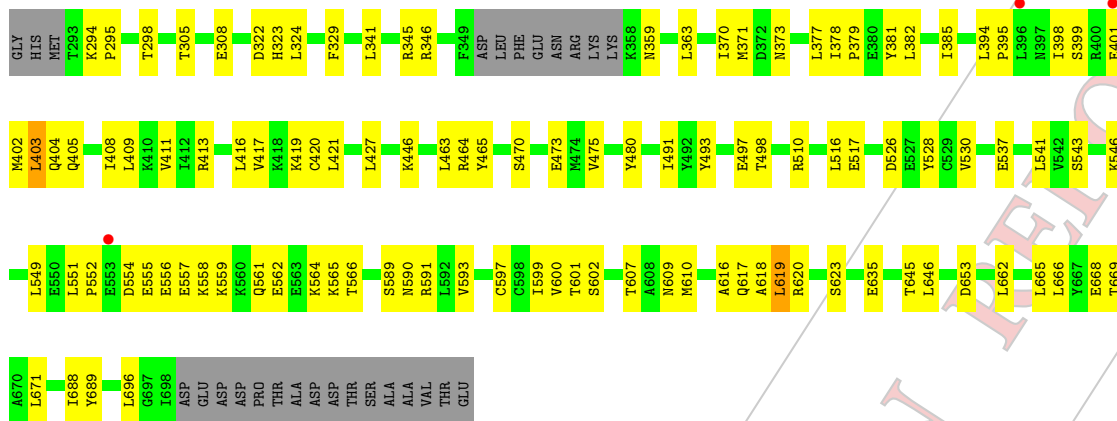 GLY HIS MET T293 K294 P295 T298 T305 E308 D322 H323 L324 F329 L341 R345 R346 F349 ASP LEU PHE GLU ASN ARG LYS LYS K358 N359 L363 I370 M371 D372 N373 L377 I378 P379 E380 Y381 L382 I385 L394 P395 L396 N397 I398 S399 R400 E401
M402 L403 Q404 Q405 I408 L409 K410 V411 I412 R413 L416 V417 K418 K419 C420 L421 L427 K446 L463 R464 Y465 S470 E473 M474 V475 Y480 I491 Y492 Y493 E497 T498 R510 L516 E517 D526 E527 Y528 C529 V530 E537 L541 V542 S543 K546
L549 E550 L551 P552 E553 D554 E555 E556 E557 K558 K559 K560 Q561 E562 E563 K564 K565 T566 S589 N590 R591 L592 V593 C597 C598 I599 V600 T601 S602 T607 A608 N609 M610 A616 Q617 A618 L619 R620 S623 E635 T645 L646 D653 L662 L665 L666 Y667 E668 T669
A670 L671 I688 Y689 L696 G697 I698 ASP GLU ASP ASP PRO THR ALA ASP ASP THR SER ALA ALA VAL THR GLU